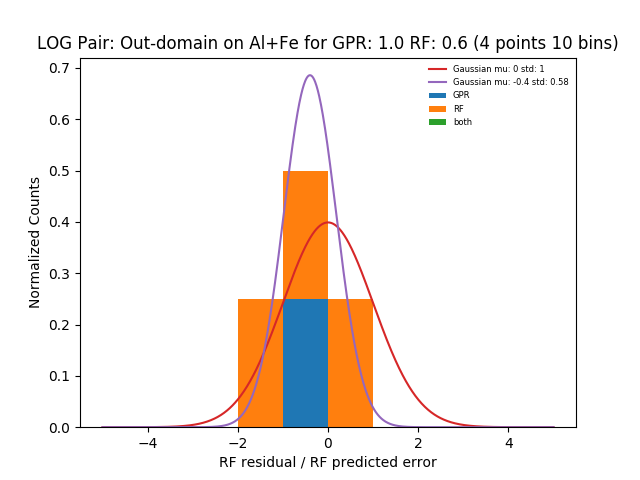 LOG Pair: Out-domain on Al+Fe for GPR: 1.0 RF: 0.6 (4 points 10 bins)
Gaussian mu: 0 std: 1
Gaussian mu: -0.4 std: 0.58
GPR
RF
both
Normalized Counts
0.7
0.6
0.5
0.4
0.3
0.2
0.1
0.0
−4 −2 0 2 4
RF residual / RF predicted error